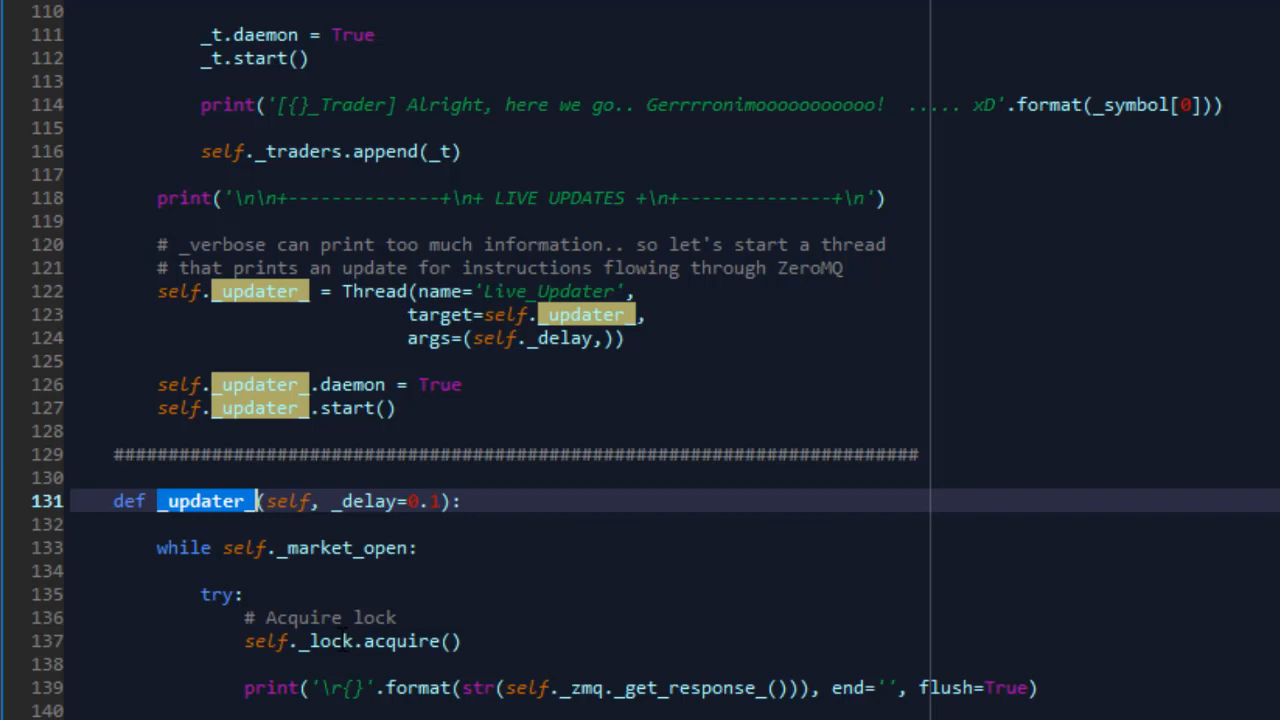 110
111 _t.daemon = True
112 _t.start()
113
114 print('[{}_Trader] Alright, here we go.. Gerrrronimooooooooooo! ..... xD'.format(_symbol[0]))
115
116 self._traders.append(_t)
117
118 print('\n\n+--------------+\n+ LIVE UPDATES +\n+--------------+\n')
119
120 # _verbose can print too much information.. so let's start a thread
121 # that prints an update for instructions flowing through ZeroMQ
122 self._updater_ = Thread(name='Live_Updater',
123 target=self._updater_,
124 args=(self._delay,))
125
126 self._updater_.daemon = True
127 self._updater_.start()
128
129 ##########################################################################
130
131 def _updater_(self, _delay=0.1):
132
133 while self._market_open:
134
135 try:
136 # Acquire lock
137 self._lock.acquire()
138
139 print('\r{}'.format(str(self._zmq._get_response_())), end='', flush=True)
140